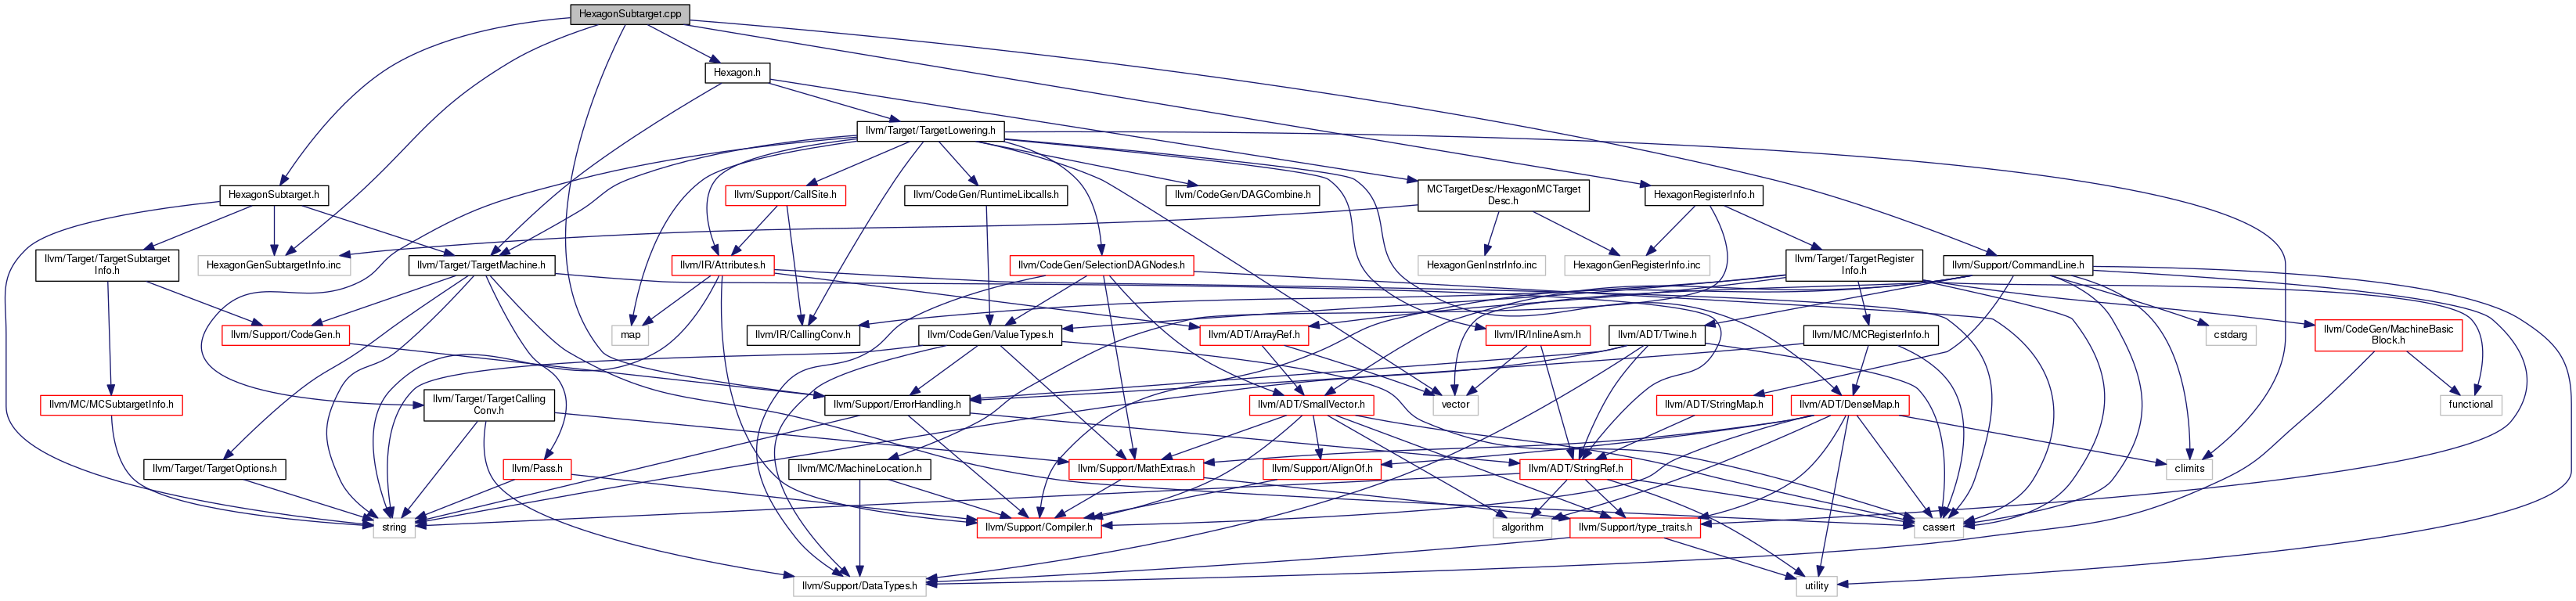 HexagonSubtarget.cpp
Hexagon.h
llvm/Target/TargetLowering.h
HexagonSubtarget.h
llvm/Support/CallSite.h
llvm/CodeGen/RuntimeLibcalls.h
llvm/CodeGen/DAGCombine.h
MCTargetDesc/HexagonMCTarget
Desc.h
HexagonRegisterInfo.h
llvm/Target/TargetSubtarget
Info.h
HexagonGenSubtargetInfo.inc
llvm/Target/TargetMachine.h
llvm/IR/Attributes.h
llvm/CodeGen/SelectionDAGNodes.h
HexagonGenInstrInfo.inc
HexagonGenRegisterInfo.inc
llvm/Target/TargetRegister
Info.h
llvm/Support/CommandLine.h
llvm/Support/CodeGen.h
map
llvm/IR/CallingConv.h
llvm/CodeGen/ValueTypes.h
llvm/ADT/ArrayRef.h
llvm/IR/InlineAsm.h
llvm/ADT/Twine.h
llvm/MC/MCRegisterInfo.h
cstdarg
llvm/CodeGen/MachineBasic
Block.h
llvm/MC/MCSubtargetInfo.h
llvm/Target/TargetCalling
Conv.h
llvm/Support/ErrorHandling.h
llvm/ADT/SmallVector.h
vector
llvm/ADT/StringMap.h
llvm/ADT/DenseMap.h
functional
llvm/Target/TargetOptions.h
llvm/Pass.h
llvm/MC/MachineLocation.h
llvm/Support/MathExtras.h
llvm/Support/AlignOf.h
llvm/ADT/StringRef.h
climits
string
llvm/Support/Compiler.h
algorithm
llvm/Support/type_traits.h
cassert
llvm/Support/DataTypes.h
utility